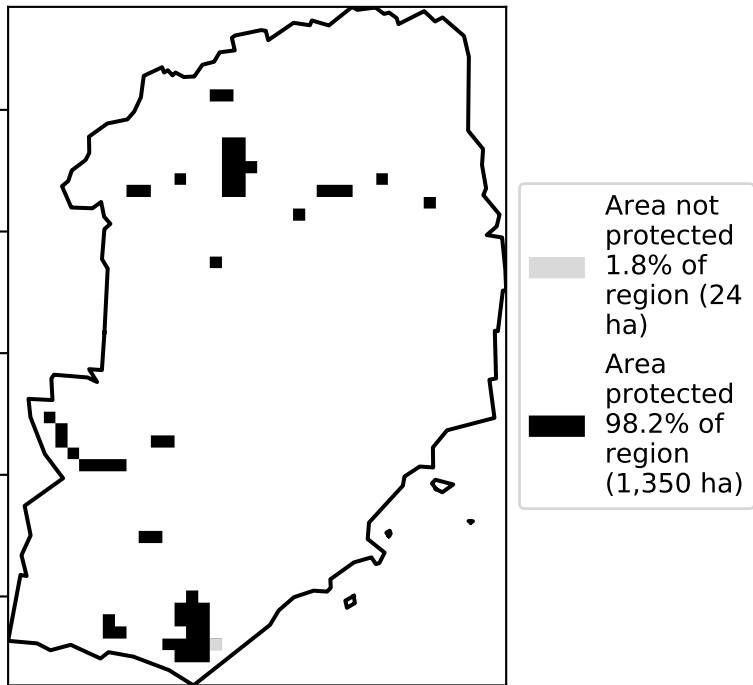 Area not
protected
1.8% of
region (24
ha)
Area
protected
98.2% of
region
(1,350 ha)